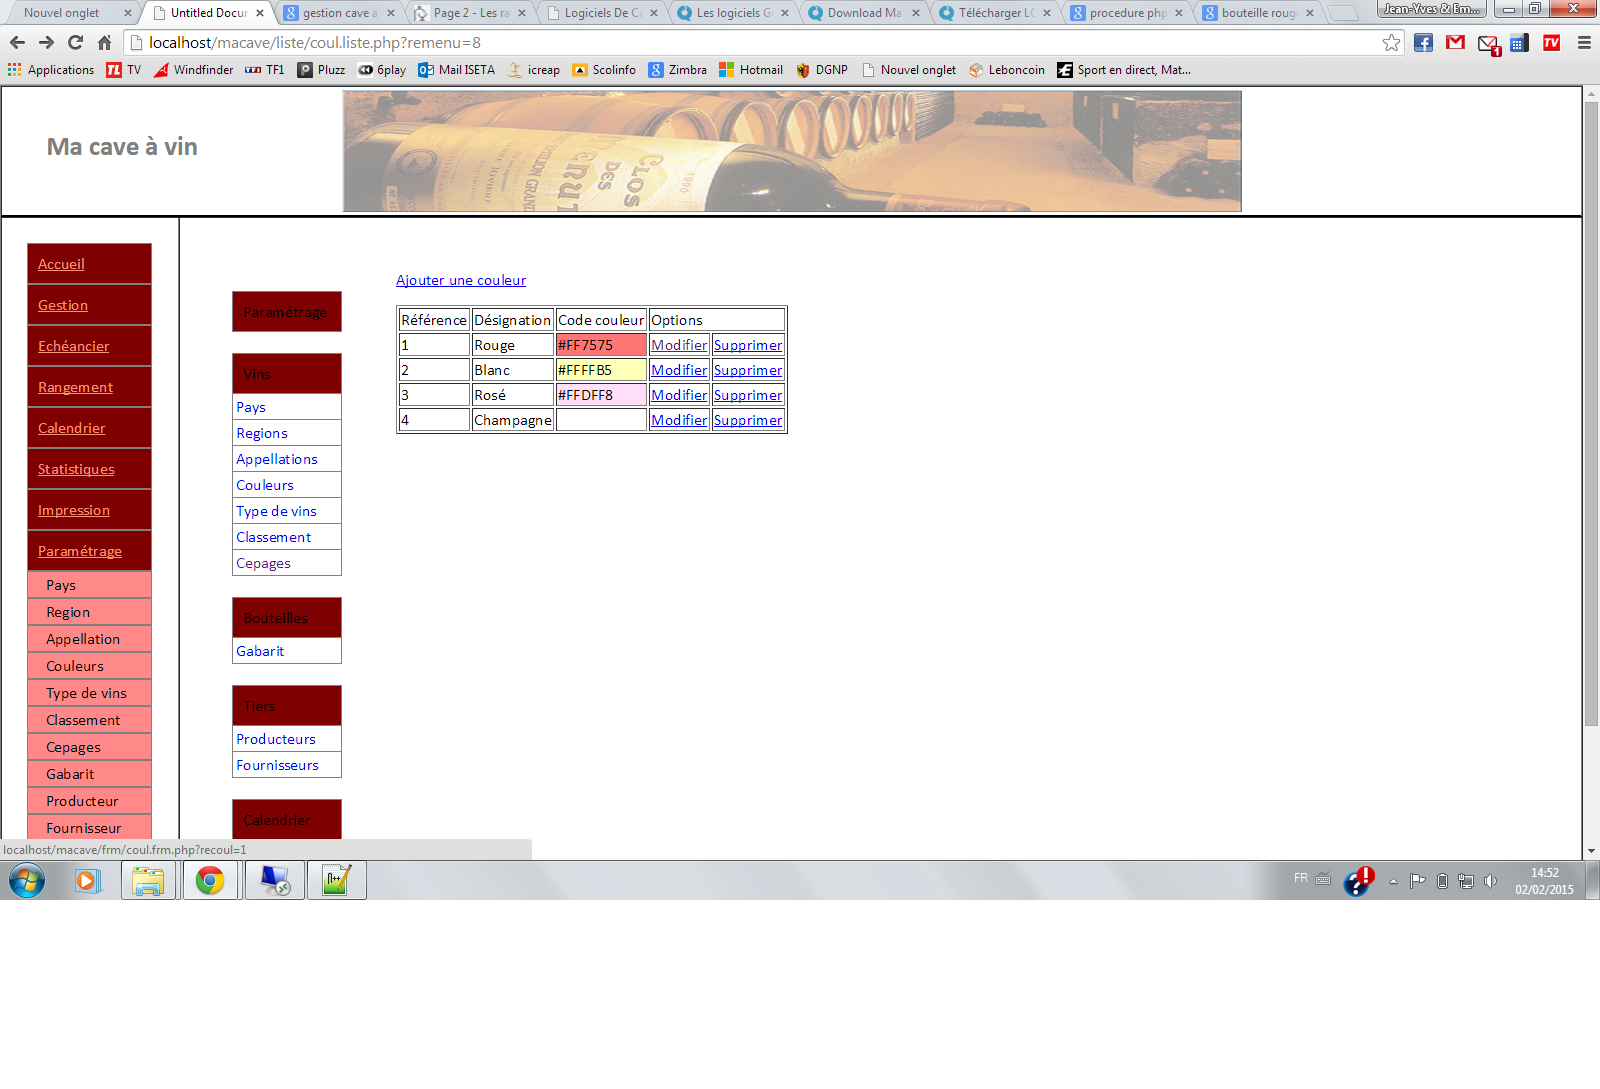 Nouvel onglet
Untitled Docur
gestion cave a
Page 2 - Les ra
Logiciels De Ca
Les logiciels Ge
Download Ma
Télécharger LO
procedure php
bouteille roug
Jean-Yves & Em...
localhost/macave/liste/coul.liste.php?remenu=8
Applications
TV
Windfinder
TF1
Pluzz
6play
Mail ISETA
icreap
Scolinfo
Zimbra
Hotmail
DGNP
Nouvel onglet
Leboncoin
Sport en direct, Mat...
Ma cave à vin
CLOS
DES
1990
Accueil
Gestion
Echéancier
Rangement
Calendrier
Statistiques
Impression
Paramétrage
Pays
Region
Appellation
Couleurs
Type de vins
Classement
Cepages
Gabarit
Producteur
Fournisseur
Paramétrage
Vins
Pays
Regions
Appellations
Couleurs
Type de vins
Classement
Cepages
Bouteilles
Gabarit
Tiers
Producteurs
Fournisseurs
Calendrier
Ajouter une couleur
Référence Désignation Code couleur Options
1 Rouge #FF7575 Modifier Supprimer
2 Blanc #FFFFB5 Modifier Supprimer
3 Rosé #FFDFF8 Modifier Supprimer
4 Champagne Modifier Supprimer
localhost/macave/frm/coul.frm.php?recoul=1
FR
14:52
02/02/2015